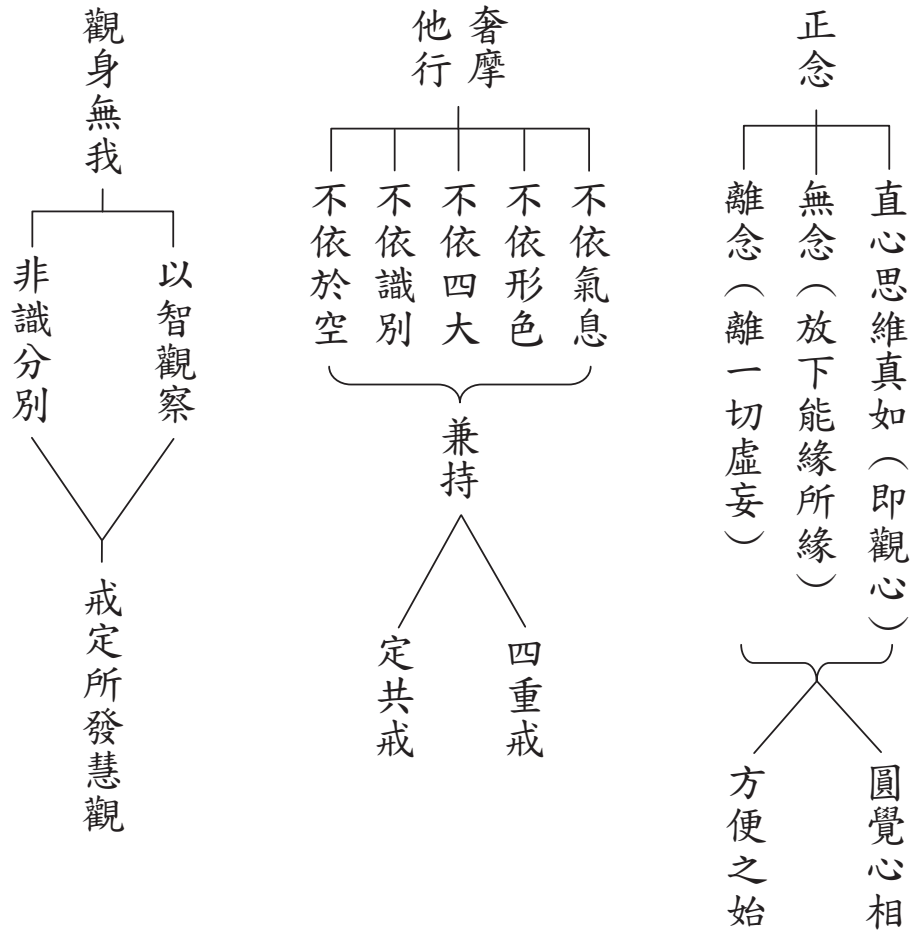 正念
直心思維真如（即觀心）
無念（放下能緣所緣）
離念（離一切虛妄）
圓覺心相
方便之始
奢摩
他行
不依氣息
不依形色
不依四大
不依識別
不依於空
兼持
四重戒
定共戒
觀身無我
以智觀察
非識分別
戒定所發慧觀